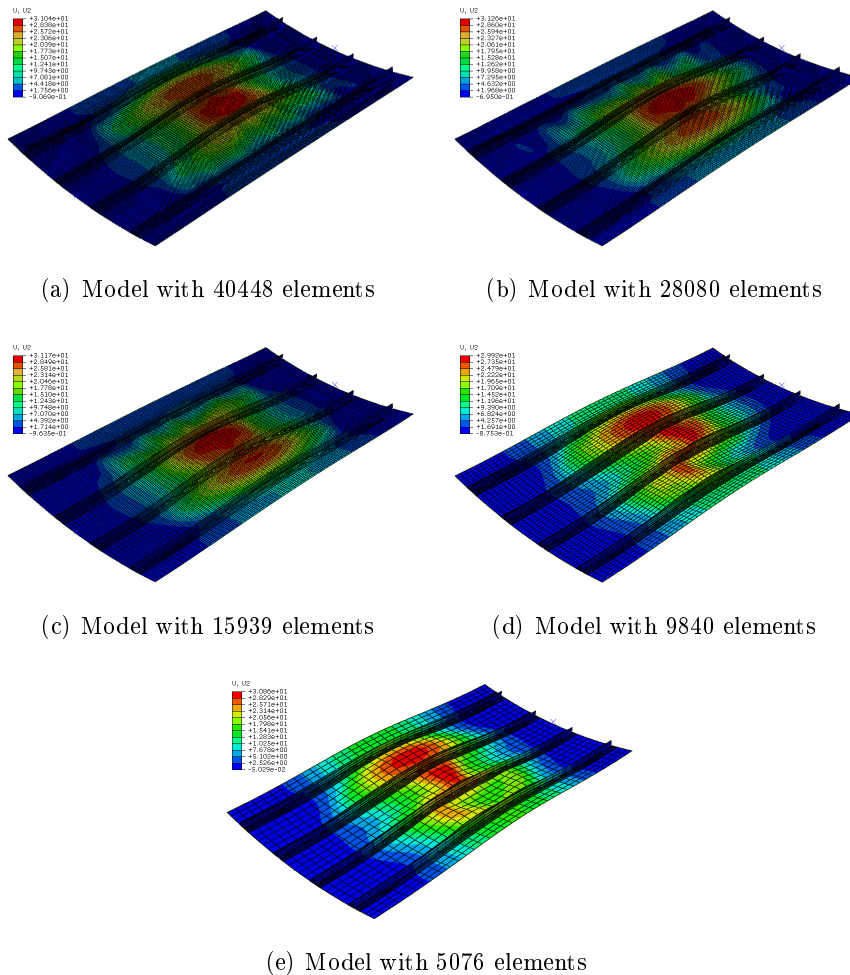 U, U2
+3.104e+01
+2.838e+01
+2.572e+01
+2.306e+01
+2.039e+01
+1.773e+01
+1.507e+01
+1.241e+01
+9.743e+00
+7.081e+00
+4.418e+00
+1.756e+00
-9.069e-01
(a) Model with 40448 elements
U, U2
+3.126e+01
+2.860e+01
+2.594e+01
+2.327e+01
+2.061e+01
+1.795e+01
+1.528e+01
+1.262e+01
+9.958e+00
+7.295e+00
+4.632e+00
+1.968e+00
-6.950e-01
(b) Model with 28080 elements
U, U2
+3.117e+01
+2.849e+01
+2.581e+01
+2.314e+01
+2.046e+01
+1.778e+01
+1.510e+01
+1.243e+01
+9.748e+00
+7.070e+00
+4.392e+00
+1.714e+00
-9.635e-01
(c) Model with 15939 elements
U, U2
+2.992e+01
+2.735e+01
+2.479e+01
+2.222e+01
+1.965e+01
+1.709e+01
+1.452e+01
+1.196e+01
+9.390e+00
+6.824e+00
+4.257e+00
+1.691e+00
-8.753e-01
(d) Model with 9840 elements
U, U2
+3.086e+01
+2.829e+01
+2.571e+01
+2.314e+01
+2.056e+01
+1.798e+01
+1.541e+01
+1.283e+01
+1.025e+01
+7.678e+00
+5.102e+00
+2.526e+00
-5.029e-02
(e) Model with 5076 elements